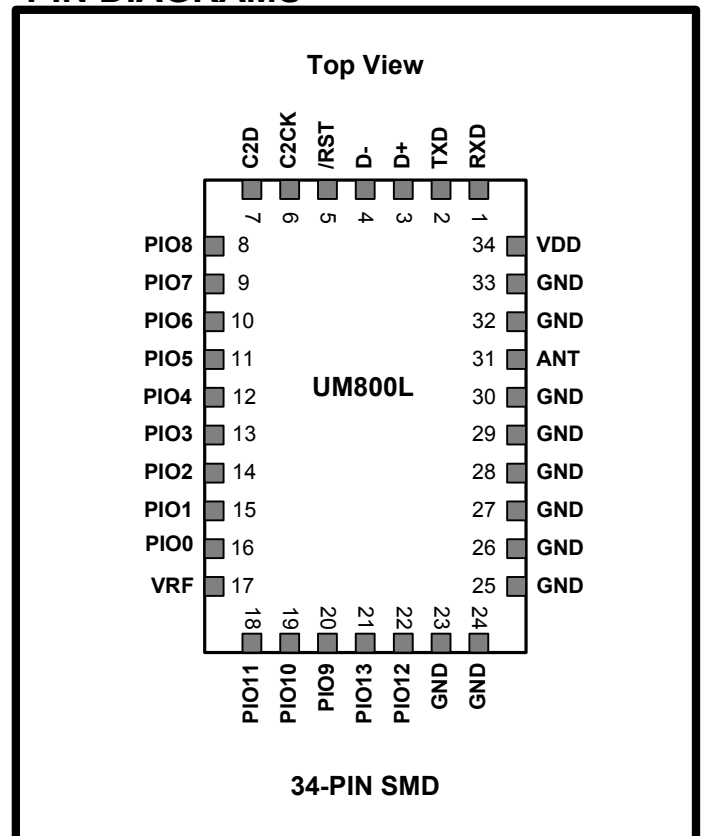 PIN DIAGRAMS
Top View
C2D C2CK /RST D- D+ TXD RXD
7 6 5 4 3 2 1
PIO8 8 34 VDD
PIO7 9 33 GND
PIO6 10 32 GND
PIO5 11 31 ANT
PIO4 12 UM800L 30 GND
PIO3 13 29 GND
PIO2 14 28 GND
PIO1 15 27 GND
PIO0 16 26 GND
VRF 17 25 GND
18 19 20 21 22 23 24
PIO11 PIO10 PIO9 PIO13 PIO12 GND GND
34-PIN SMD